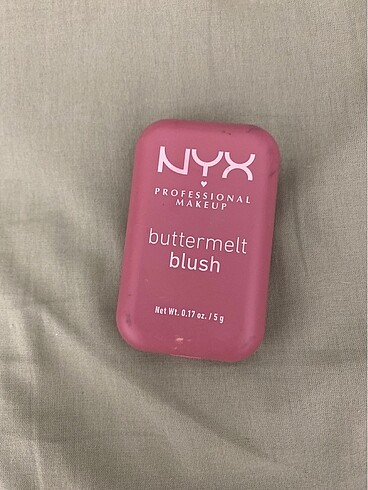 NYX
PROFESSIONAL
MAKEUP
buttermelt
blush
Net Wt. 0.17 oz. / 5 g